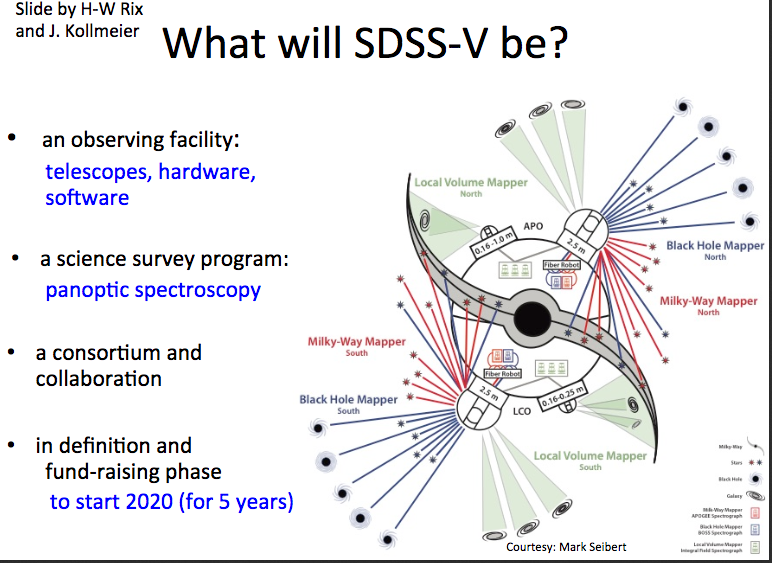 Slide by H-W Rix
and J. Kollmeier
What will SDSS-V be?
• an observing facility:
telescopes, hardware,
software
• a science survey program:
panoptic spectroscopy
• a consortium and
collaboration
• in definition and
fund-raising phase
to start 2020 (for 5 years)
Local Volume Mapper
North
APO
0.16-1.0 m
2.5 m
Fiber Robot
Black Hole Mapper
North
Milky-Way Mapper
North
Milky-Way Mapper
South
Black Hole Mapper
South
Fiber Robot
2.5 m
LCO
0.16-0.25 m
Local Volume Mapper
South
Milky-Way
Stars
Black Hole
Galaxy
Milk-Way Mapper
APOGEE Spectrograph
Black Hole Mapper
BOSS Spectrograph
Local Volume Mapper
Integral Field Spectrograph
Courtesy: Mark Seibert